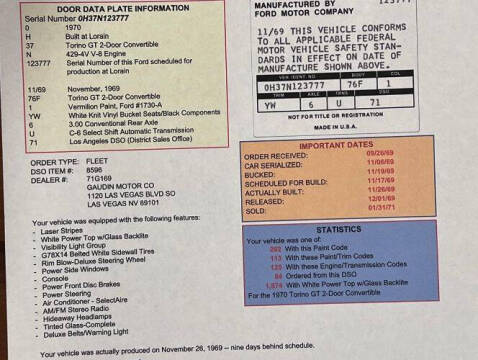 DOOR DATA PLATE INFORMATION
Serial Number 0H37N123777
0 1970
H Built at Lorain
37 Torino GT 2-Door Convertible
N 429-4V V-8 Engine
123777 Serial Number of this Ford scheduled for
production at Lorain
11/69 November, 1969
76F Torino GT 2-Door Convertible
1 Vermilion Paint, Ford #1730-A
YW White Knit Vinyl Bucket Seats/Black Components
6 3.00 Conventional Rear Axle
U C-6 Select Shift Automatic Transmission
71 Los Angeles DSO (District Sales Office)
MANUFACTURED BY
FORD MOTOR COMPANY
11/69 THIS VEHICLE CONFORMS
TO ALL APPLICABLE FEDERAL
MOTOR VEHICLE SAFETY STAN-
DARDS IN EFFECT ON DATE OF
MANUFACTURE SHOWN ABOVE.
VEH. IDENT. NO. BODY COL
0H37N123777 76F 1
TRIM AXLE TRNS DSO
YW 6 U 71
NOT FOR TITLE OR REGISTRATION
MADE IN U.S.A.
ORDER TYPE: FLEET
DSO ITEM #: 8596
DEALER #: 71G169
GAUDIN MOTOR CO
1120 LAS VEGAS BLVD SO
LAS VEGAS NV 69101
IMPORTANT DATES
ORDER RECEIVED: 09/26/69
CAR SERIALIZED: 11/06/69
BUCKED: 11/19/69
SCHEDULED FOR BUILD: 11/17/69
ACTUALLY BUILT: 11/26/69
RELEASED: 12/01/69
SOLD: 01/31/71
Your vehicle was equipped with the following features:
- Laser Stripes
- White Power Top w/Glass Backlite
- Visibility Light Group
- G78X14 Belted White Sidewall Tires
- Rim Blow-Deluxe Steering Wheel
- Power Side Windows
- Console
- Power Front Disc Brakes
- Power Steering
- Air Conditioner - SelectAire
- AM/FM Stereo Radio
- Hideaway Headlamps
- Tinted Glass-Complete
- Deluxe Belts/Warning Light
STATISTICS
Your vehicle was one of:
202 With this Paint Code
113 With these Paint/Trim Codes
125 With these Engine/Transmission Codes
84 Ordered from this DSO
1,874 With White Power Top w/Glass Backlite
For the 1970 Torino GT 2-Door Convertible
Your vehicle was actually produced on November 26, 1969 -- nine days behind schedule.